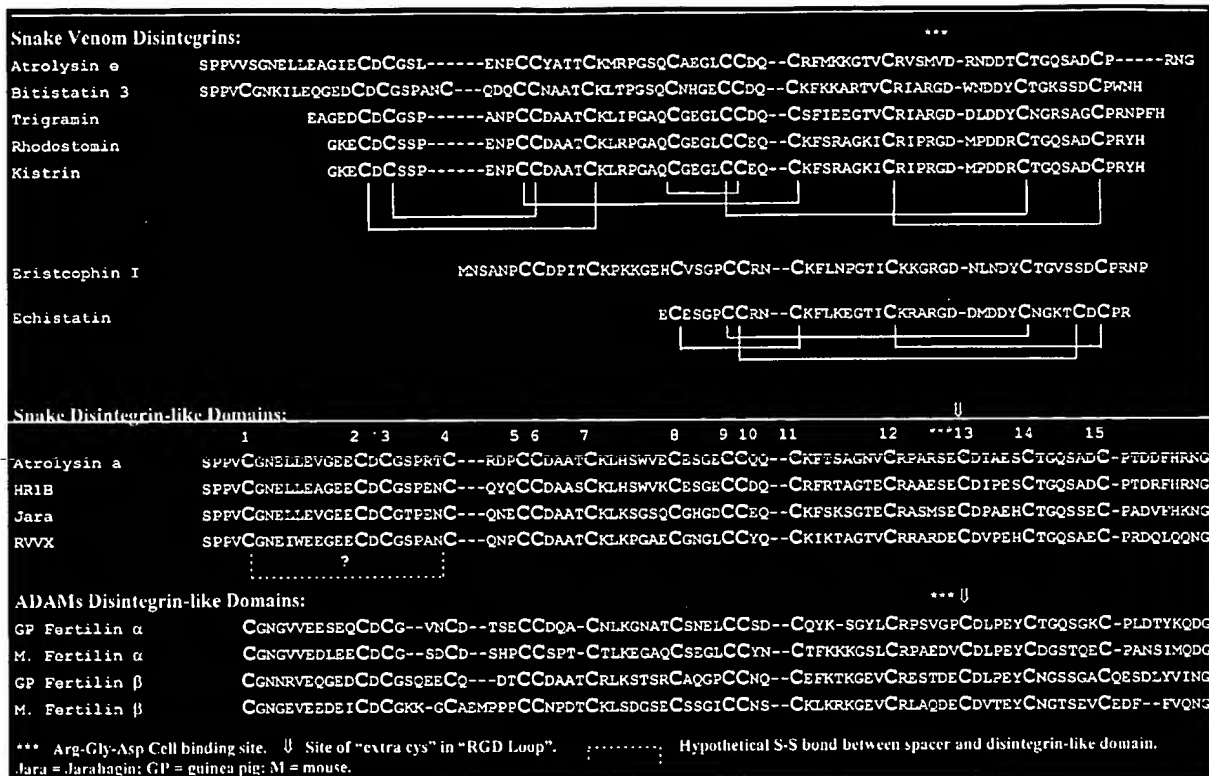 Snake Venom Disintegrins: ***
Atrolysin e SPPVVSGNELLEAGIECDCGSL------ENPCCYATTCKMRPGSQCAEGLCCDQ--CRFMKKGTVCRVSMVD-RNDDTCTGQSADCP-----RNG
Bitistatin 3 SPPVCGNKILEQGEDCDCGSPANC---QDQCCNAATCKLTPGSQCNHGECCDQ--CKFKKARTVCRIARGD-WNDDYCTGKSSDCPWNH
Trigramin EAGEDCDCGSP------ANPCCDAATCKLIPGAQCGEGLCCDQ--CSFIEEGTVCRIARGD-DLDDYCNGRSAGCPRNPFH
Rhodostomin GKECDCSSP------ENPCCDAATCKLRPGAQCGEGLCCEQ--CKFSRAGKICRIPRGD-MPDDRCTGQSADCPRYH
Kistrin GKECDCSSP------ENPCCDAATCKLRPGAQCGEGLCCEQ--CKFSRAGKICRIPRGD-MPDDRCTGQSADCPRYH
Eristcophin I MNSANPCCDPITCKPKKGEHCVSGPCCRN--CKFLNPGTICKKGRGD-NLNDYCTGVSSDCPRNP
Echistatin ECESGPCCRN--CKFLKEGTICKRARGD-DMDDYCNGKTCDCPR
Snake Disintegrin-like Domains: ⇓
1 2 3 4 5 6 7 8 9 10 11 12 *** 13 14 15
Atrolysin a SPPVCGNELLEVGEECDCGSPRTC---RDPCCDAATCKLHSWVECESGECCQQ--CKFTSAGNVCRPARSECDIAESCTGQSADC-PTDDFHRNG
HR1B SPPVCGNELLEAGEECDCGSPENC---QYQCCDAASCKLHSWVKCESGECCDQ--CRFRTAGTECRAAESECDIPESCTGQSADC-PTDRFHRNG
Jara SPPVCGNELLEVGEECDCGTPENC---QNECCDAATCKLKSGSQCGHGDCCEQ--CKFSKSGTECRASMSECDPAEHCTGQSSEC-PADVFHKNG
RVVX SPPVCGNEIWEEGEECDCGSPANC---QNPCCDAATCKLKPGAECGNGLCCYQ--CKIKTAGTVCRRARDECDVPEHCTGQSAEC-PRDQLQQNG
?
ADAMs Disintegrin-like Domains: *** ⇓
GP Fertilin α CGNGVVEESEQCDCG--VNCD--TSECCDQA-CNLKGNATCSNELCCSD--CQYK-SGYLCRPSVGPCDLPEYCTGQSGKC-PLDTYKQDG
M. Fertilin α CGNGVVEDLEECDCG--SDCD--SHPCCSPT-CTLKEGAQCSEGLCCYN--CTFKKKGSLCRPAEDVCDLPEYCDGSTQEC-PANSIMQDG
GP Fertilin β CGNNRVEQGEDCDCGSQEECQ--DTCCDAATCRLKSTSRCAQGPCCNQ--CEFKTKGEVCRESTDECDLPEYCNGSSGACQESDLYVING
M. Fertilin β CGNGEVEEDEICDCGKK-GCAEMPPPCCNPDTCKLSDGSECSSGICCNS--CKLKRKGEVCRLAQDECDVTEYCNGTSEVCEDF--FVQNG
*** Arg-Gly-Asp Cell binding site. ⇓ Site of "extra cys" in "RGD Loop". Hypothetical S-S bond between spacer and disintegrin-like domain.
Jara = Jarahagin; GP = guinea pig; M = mouse.